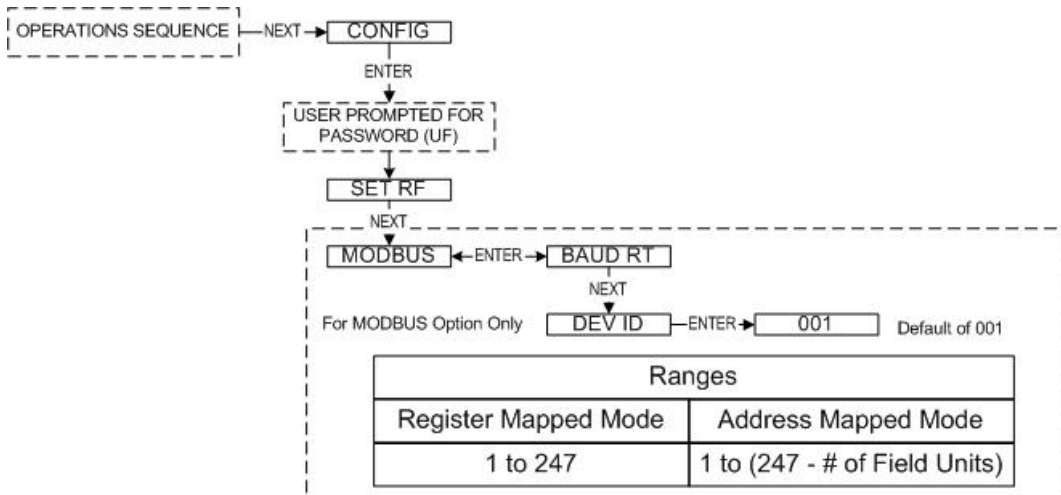 OPERATIONS SEQUENCE
NEXT
CONFIG
ENTER
USER PROMPTED FOR
PASSWORD (UF)
SET RF
NEXT
MODBUS
ENTER
BAUD RT
NEXT
For MODBUS Option Only
DEV ID
ENTER
001
Default of 001
Ranges
Register Mapped Mode
Address Mapped Mode
1 to 247
1 to (247 - # of Field Units)